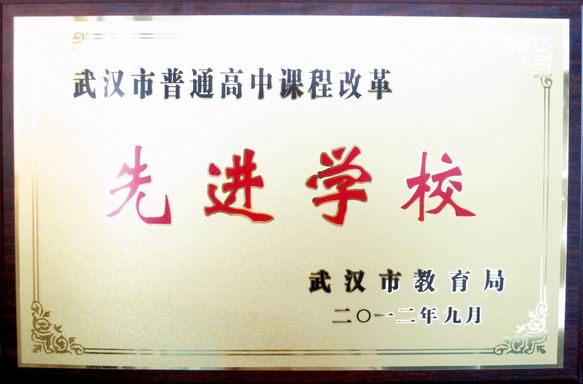 武汉市普通高中课程改革
先进学校
武汉市教育局
二〇一二年九月